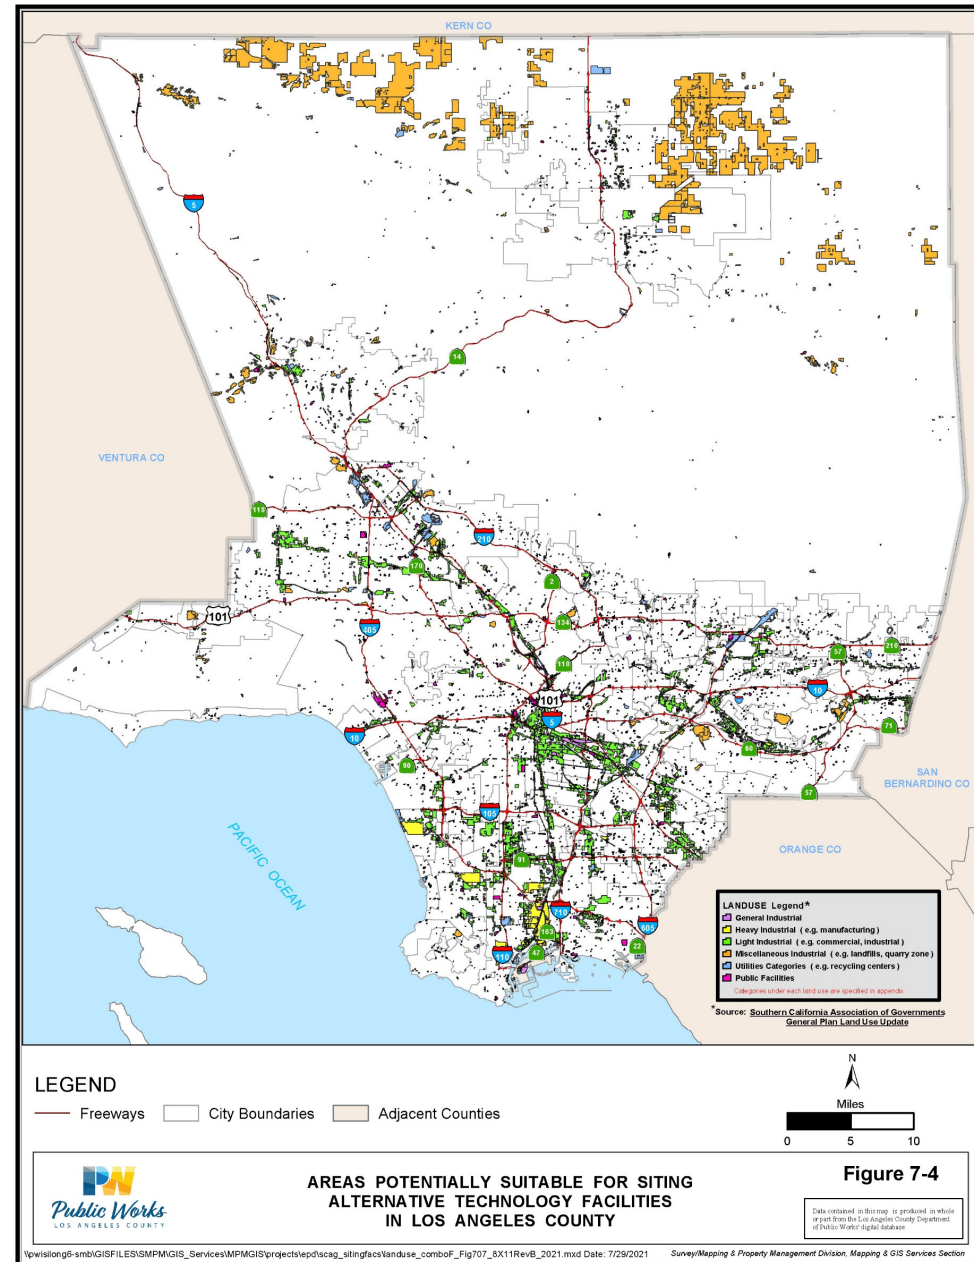 KERN CO
5
14
VENTURA CO
118
210
170
2
101
405
134
110
57
210
10
101
5
10
71
60
90
SAN
BERNARDINO CO
57
105
PACIFIC OCEAN
ORANGE CO
91
710
605
103
22
110
47
LANDUSE Legend*
General Industrial
Heavy Industrial ( e.g. manufacturing )
Light Industrial ( e.g. commercial, industrial )
Miscellaneous Industrial ( e.g. landfills, quarry zone )
Utilities Categories ( e.g. recycling centers )
Public Facilities
Categories under each land use are specified in appendix
*Source: Southern California Association of Governments
General Plan Land Use Update
LEGEND
Freeways
City Boundaries
Adjacent Counties
N
Miles
0 5 10
PW
Public Works
LOS ANGELES COUNTY
AREAS POTENTIALLY SUITABLE FOR SITING
ALTERNATIVE TECHNOLOGY FACILITIES
IN LOS ANGELES COUNTY
Figure 7-4
Data contained in this map is produced in whole
or part from the Los Angeles County Department
of Public Works' digital database
\\pwisilong6-smb\GISFILES\SMPM\GIS_Services\MPMGIS\projects\epd\scag_sitingfacs\landuse_comboF_Fig707_8X11RevB_2021.mxd Date: 7/29/2021
Survey/Mapping & Property Management Division, Mapping & GIS Services Section